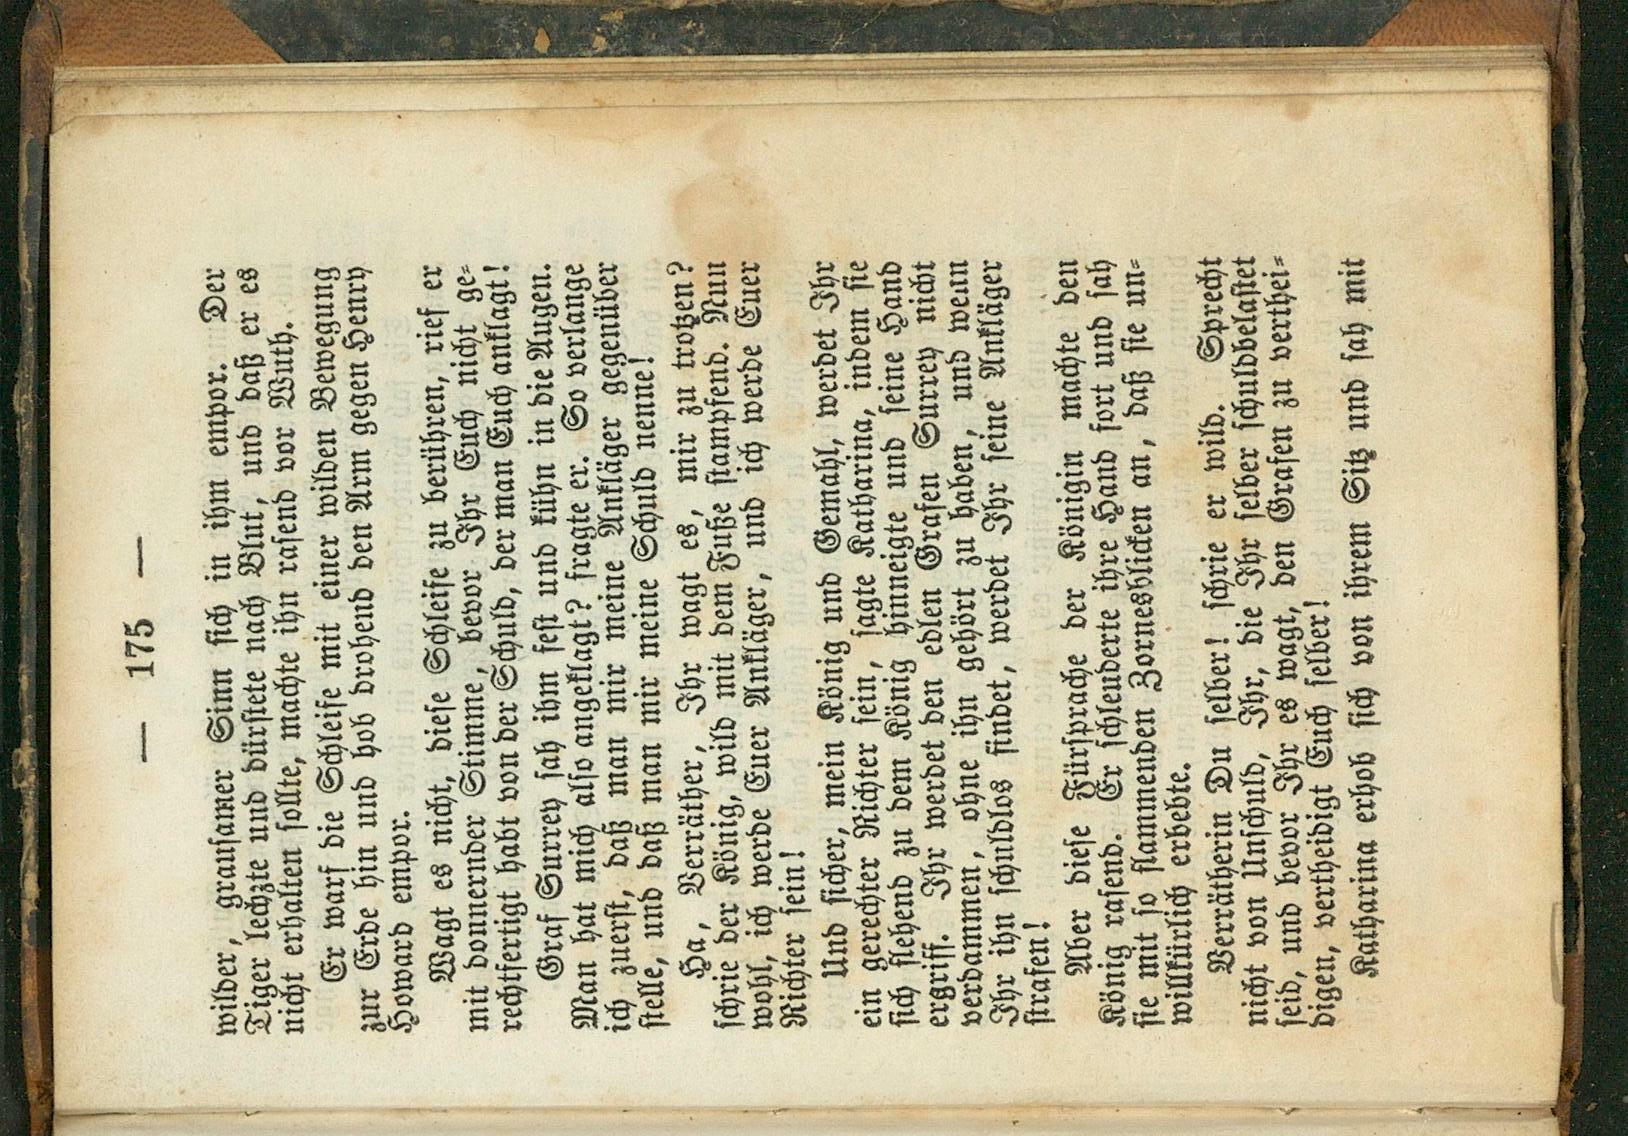 — 175 —
wilder, grausamer Sinn sich in ihm empor. Der
Tiger lechzte und dürstete nach Blut, und daß er es
nicht erhalten sollte, machte ihn rasend vor Wuth.
Er warf die Schleife mit einer wilden Bewegung
zur Erde hin und hob drohend den Arm gegen Henry
Howard empor.
Wagt es nicht, diese Schleife zu berühren, rief er
mit donnernder Stimme, bevor Ihr Euch nicht ge-
rechtfertigt habt von der Schuld, der man Euch anklagt!
Graf Surrey sah ihm fest und kühn in die Augen.
Man hat mich also angeklagt? fragte er. So verlange
ich zuerst, daß man mir meine Ankläger gegenüber
stelle, und daß man mir meine Schuld nenne!
Ha, Verräther, Ihr wagt es, mir zu trotzen?
schrie der König, wild mit dem Fuße stampfend. Nun
wohl, ich werde Euer Ankläger, und ich werde Euer
Richter sein!
Und sicher, mein König und Gemahl, werdet Ihr
ein gerechter Richter sein, sagte Katharina, indem sie
sich flehend zu dem König hinneigte und seine Hand
ergriff. Ihr werdet den edlen Grafen Surrey nicht
verdammen, ohne ihn gehört zu haben, und wenn
Ihr ihn schuldlos findet, werdet Ihr seine Ankläger
strafen!
Aber diese Fürsprache der Königin machte den
König rasend. Er schleuderte ihre Hand fort und sah
sie mit so flammenden Zornesblicken an, daß sie un-
willkürlich erbebte.
Verrätherin Du selber! schrie er wild. Sprecht
nicht von Unschuld, Ihr, die Ihr selber schuldbelastet
seid, und bevor Ihr es wagt, den Grafen zu verthei-
digen, vertheidigt Euch selber!
Katharina erhob sich von ihrem Sitz und sah mit